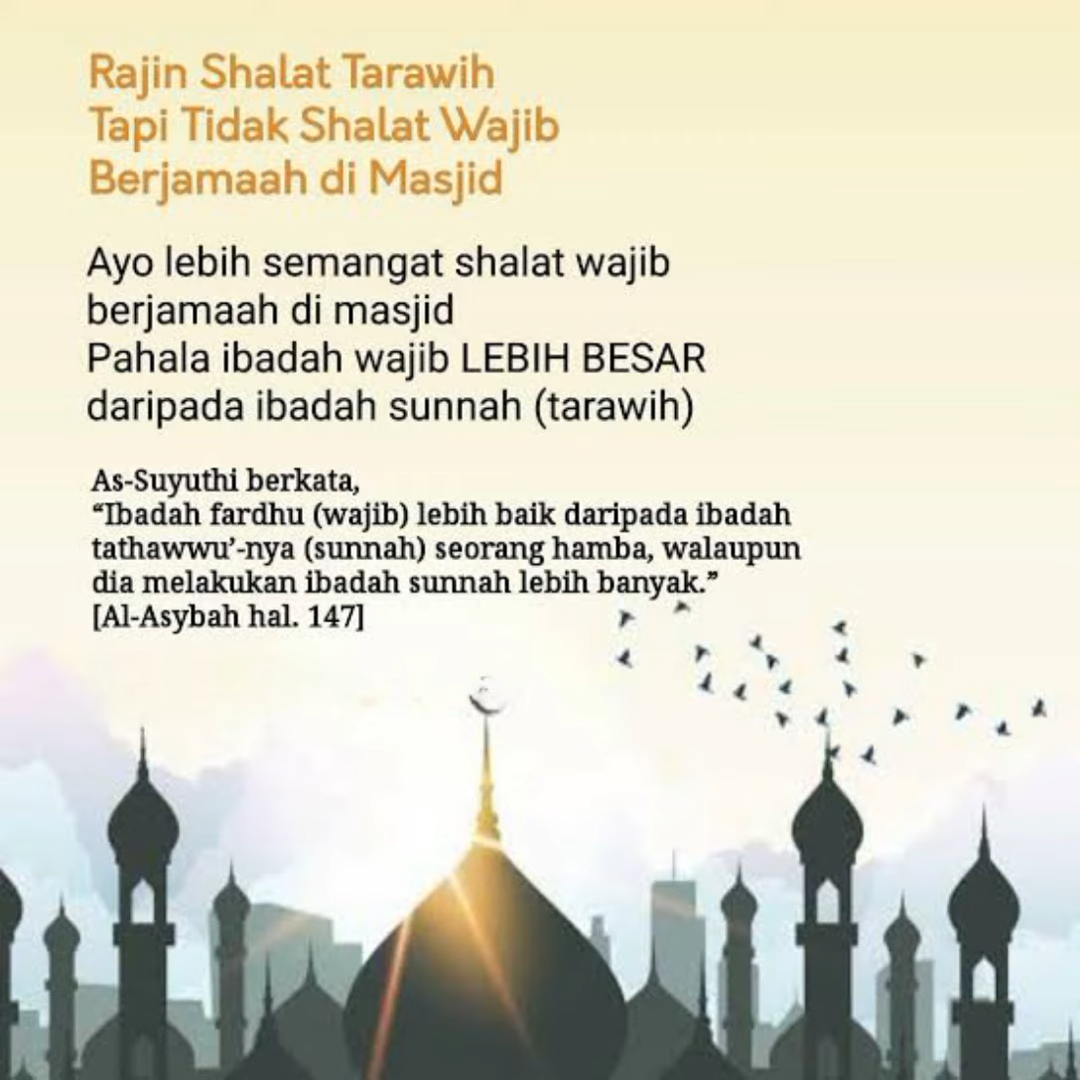 Rajin Shalat Tarawih
Tapi Tidak Shalat Wajib
Berjamaah di Masjid
Ayo lebih semangat shalat wajib
berjamaah di masjid
Pahala ibadah wajib LEBIH BESAR
daripada ibadah sunnah (tarawih)
As-Suyuthi berkata,
“Ibadah fardhu (wajib) lebih baik daripada ibadah
tathawwu’-nya (sunnah) seorang hamba, walaupun
dia melakukan ibadah sunnah lebih banyak.”
[Al-Asybah hal. 147]